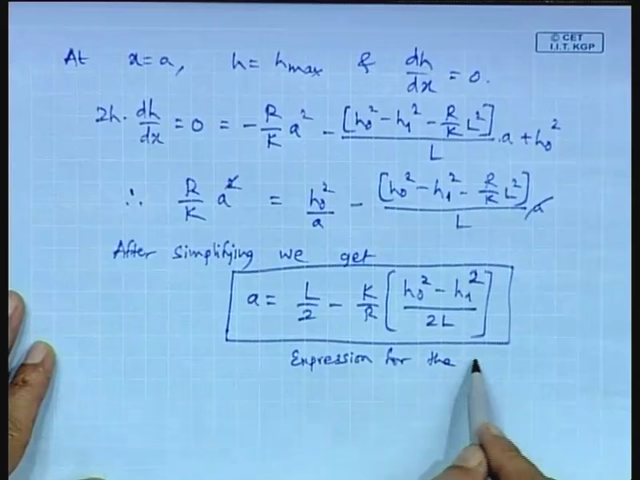 © CET
I.I.T. KGP
At x=a, h = hmax & dh/dx = 0.
2h. dh/dx = 0 = - R/K a² - [h₀² - h₁² - R/K L²]/L .a + h₀²
∴ R/K a² = h₀²/a - [h₀² - h₁² - R/K L²]/L a
After simplifying we get
a = L/2 - K/R [ (h₀² - h₁²)/2L ]
Expression for the